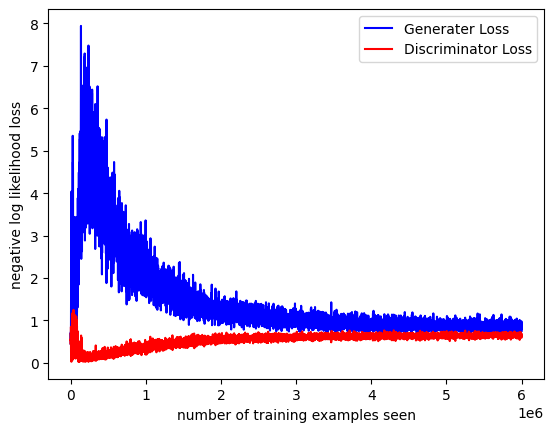 8
7
6
5
4
3
2
1
0
negative log likelihood loss
Generater Loss
Discriminator Loss
0 1 2 3 4 5 6
1e6
number of training examples seen